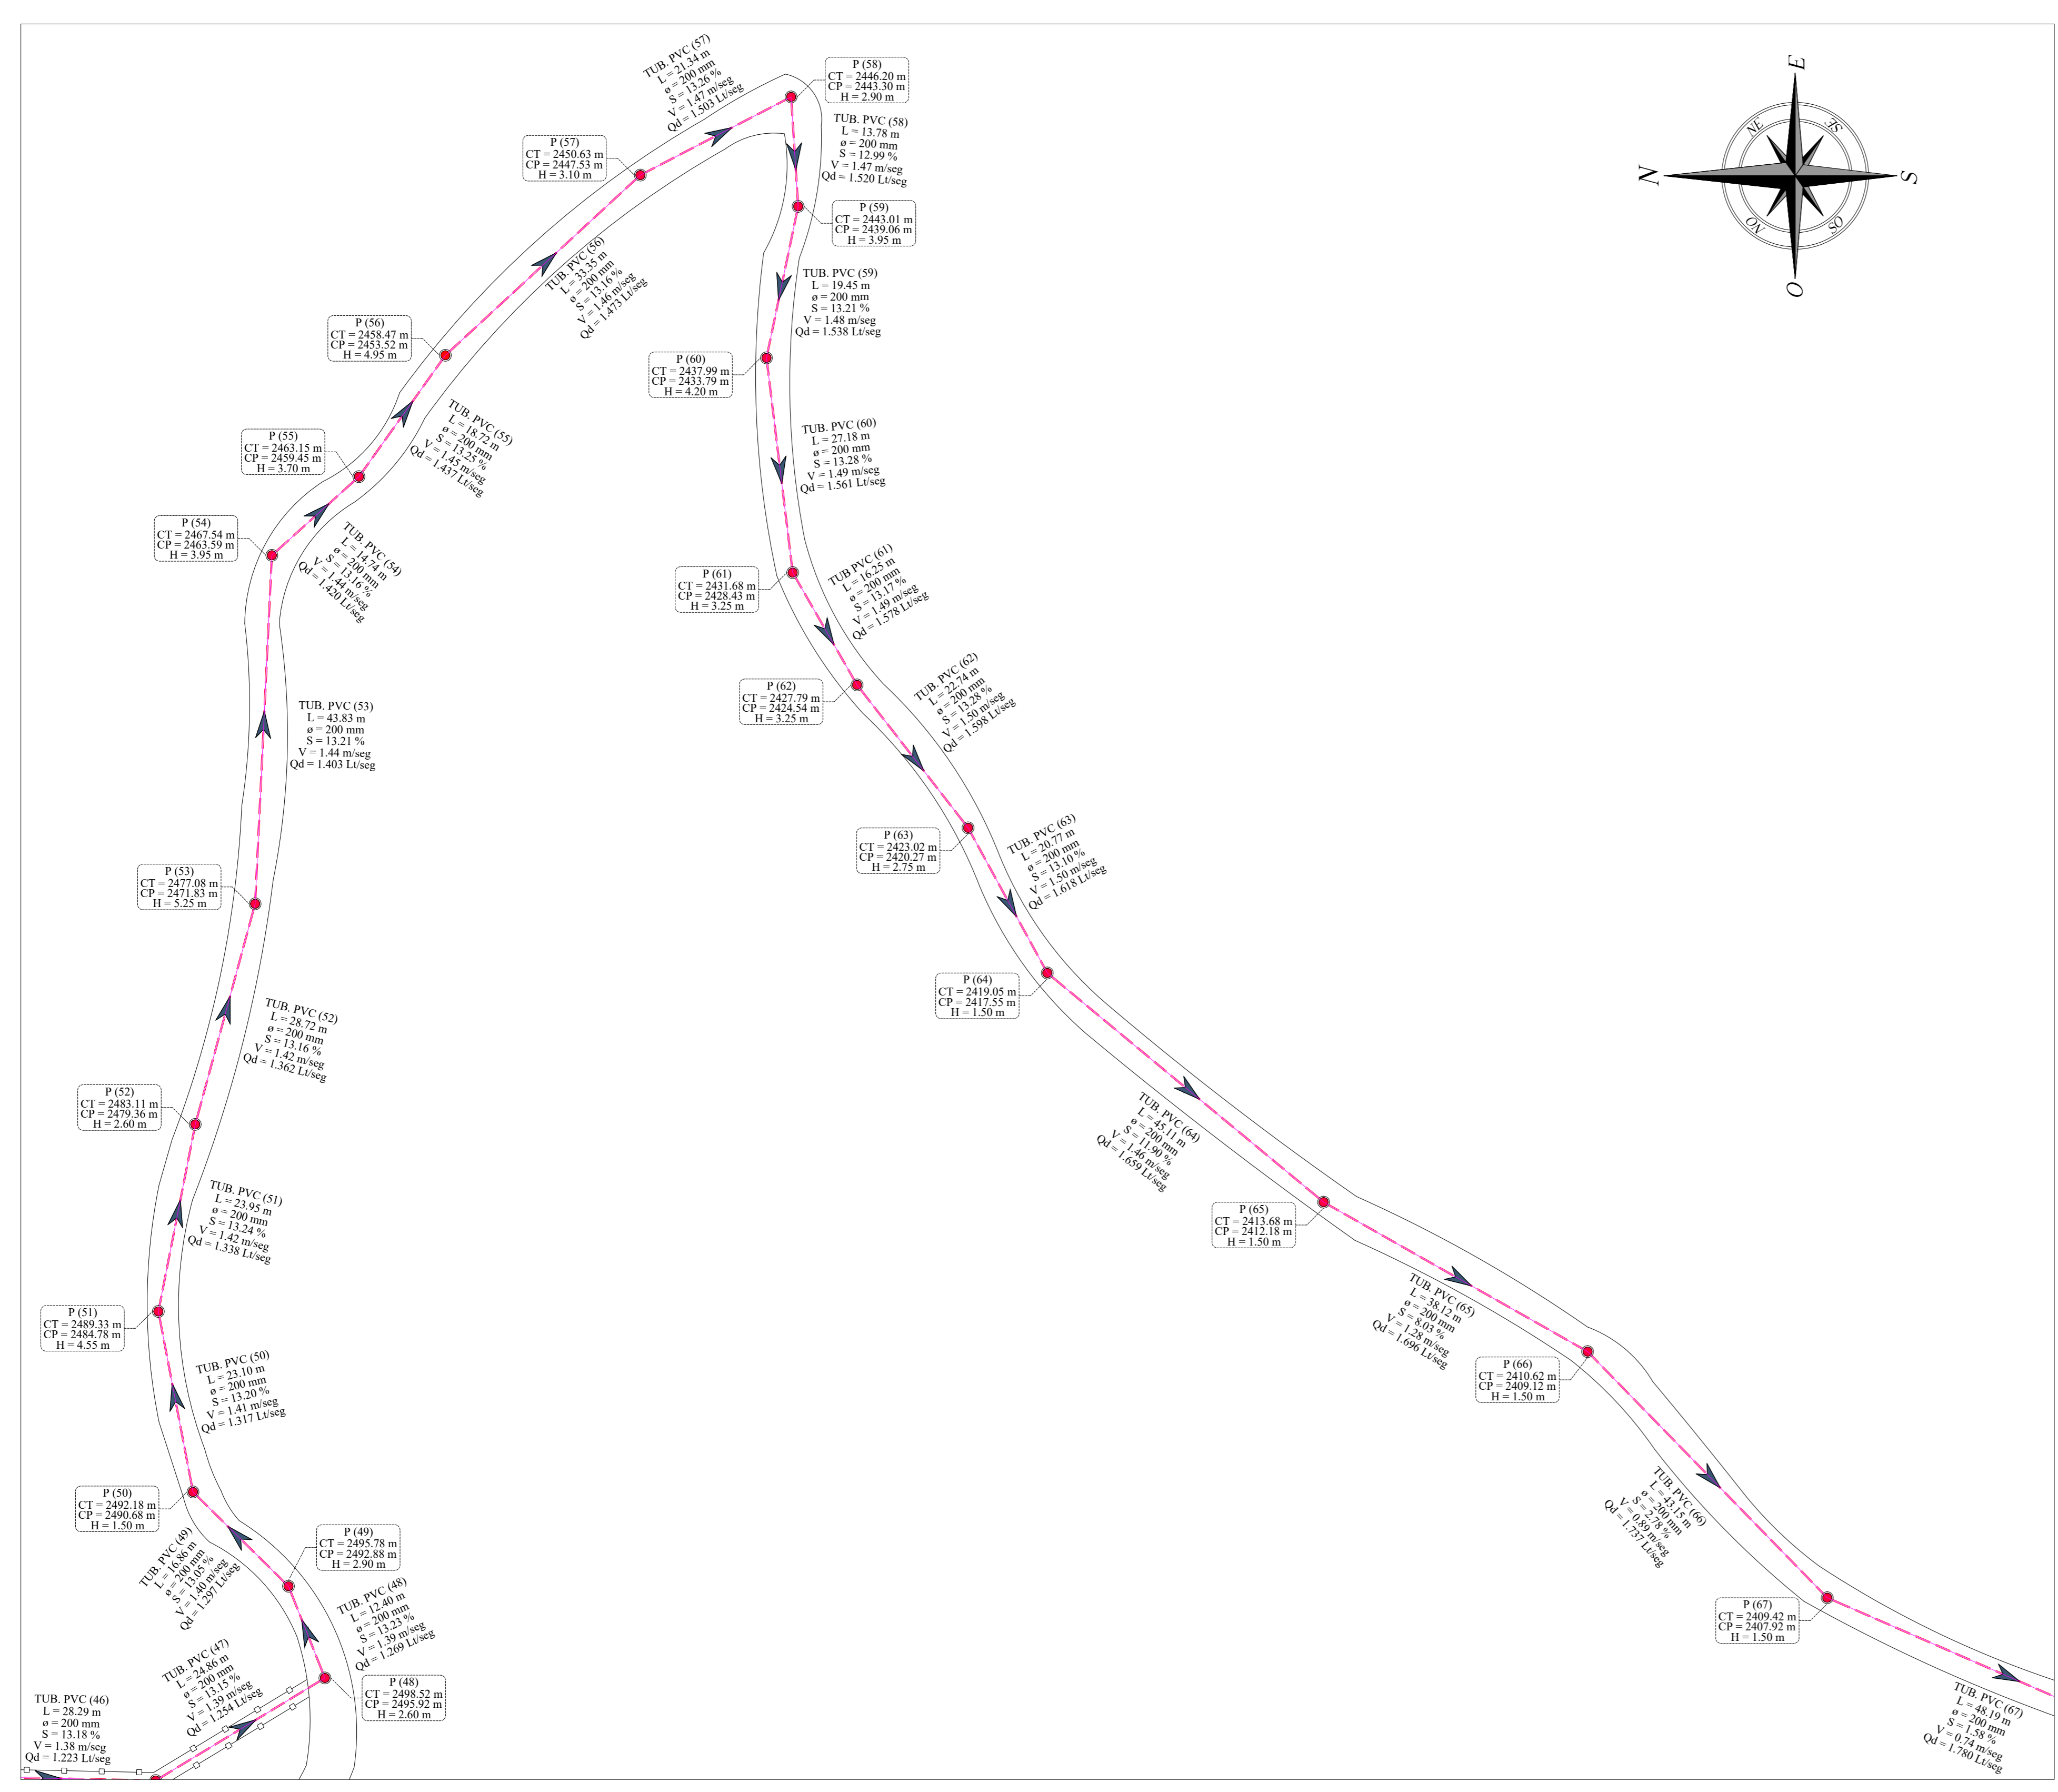 TUB. PVC (57)
L = 21.34 m
ø = 200 mm
S = 13.26 %
V = 1.47 m/seg
Qd = 1.503 Lt/seg
P (58)
CT = 2446.20 m
CP = 2443.30 m
H = 2.90 m
E
N
S
O
NE
SE
NO
SO
TUB. PVC (58)
L = 13.78 m
ø = 200 mm
S = 12.99 %
V = 1.47 m/seg
Qd = 1.520 Lt/seg
P (57)
CT = 2450.63 m
CP = 2447.53 m
H = 3.10 m
P (59)
CT = 2443.01 m
CP = 2439.06 m
H = 3.95 m
TUB. PVC (56)
L = 33.35 m
ø = 200 mm
S = 13.16 %
V = 1.46 m/seg
Qd = 1.473 Lt/seg
TUB. PVC (59)
L = 19.45 m
ø = 200 mm
S = 13.21 %
V = 1.48 m/seg
Qd = 1.538 Lt/seg
P (56)
CT = 2458.47 m
CP = 2453.52 m
H = 4.95 m
P (60)
CT = 2437.99 m
CP = 2433.79 m
H = 4.20 m
TUB. PVC (55)
L = 18.72 m
ø = 200 mm
S = 13.25 %
V = 1.45 m/seg
Qd = 1.437 Lt/seg
TUB. PVC (60)
L = 27.18 m
ø = 200 mm
S = 13.28 %
V = 1.49 m/seg
Qd = 1.561 Lt/seg
P (55)
CT = 2463.15 m
CP = 2459.45 m
H = 3.70 m
P (54)
CT = 2467.54 m
CP = 2463.59 m
H = 3.95 m
TUB. PVC (54)
L = 14.74 m
ø = 200 mm
S = 13.16 %
V = 1.44 m/seg
Qd = 1.420 Lt/seg
TUB PVC (61)
L = 16.25 m
ø = 200 mm
S = 13.17 %
V = 1.49 m/seg
Qd = 1.578 Lt/seg
P (61)
CT = 2431.68 m
CP = 2428.43 m
H = 3.25 m
TUB. PVC (62)
L = 22.74 m
ø = 200 mm
S = 13.28 %
V = 1.50 m/seg
Qd = 1.598 Lt/seg
P (62)
CT = 2427.79 m
CP = 2424.54 m
H = 3.25 m
TUB. PVC (53)
L = 43.83 m
ø = 200 mm
S = 13.21 %
V = 1.44 m/seg
Qd = 1.403 Lt/seg
TUB. PVC (63)
L = 20.77 m
ø = 200 mm
S = 13.10 %
V = 1.50 m/seg
Qd = 1.618 Lt/seg
P (63)
CT = 2423.02 m
CP = 2420.27 m
H = 2.75 m
P (53)
CT = 2477.08 m
CP = 2471.83 m
H = 5.25 m
P (64)
CT = 2419.05 m
CP = 2417.55 m
H = 1.50 m
TUB. PVC (52)
L = 28.72 m
ø = 200 mm
S = 13.16 %
V = 1.42 m/seg
Qd = 1.362 Lt/seg
P (52)
CT = 2483.11 m
CP = 2479.36 m
H = 2.60 m
TUB. PVC (64)
L = 45.11 m
ø = 200 mm
S = 11.90 %
V = 1.46 m/seg
Qd = 1.659 Lt/seg
TUB. PVC (51)
L = 23.95 m
ø = 200 mm
S = 13.24 %
V = 1.42 m/seg
Qd = 1.338 Lt/seg
P (65)
CT = 2413.68 m
CP = 2412.18 m
H = 1.50 m
P (51)
CT = 2489.33 m
CP = 2484.78 m
H = 4.55 m
TUB. PVC (65)
L = 38.12 m
ø = 200 mm
S = 8.03 %
V = 1.28 m/seg
Qd = 1.696 Lt/seg
TUB. PVC (50)
L = 23.10 m
ø = 200 mm
S = 13.20 %
V = 1.41 m/seg
Qd = 1.317 Lt/seg
P (66)
CT = 2410.62 m
CP = 2409.12 m
H = 1.50 m
P (50)
CT = 2492.18 m
CP = 2490.68 m
H = 1.50 m
TUB. PVC (66)
L = 43.15 m
ø = 200 mm
S = 2.78 %
V = 0.89 m/seg
Qd = 1.737 Lt/seg
P (49)
CT = 2495.78 m
CP = 2492.88 m
H = 2.90 m
TUB. PVC (49)
L = 16.86 m
ø = 200 mm
S = 13.05 %
V = 1.40 m/seg
Qd = 1.297 Lt/seg
TUB. PVC (48)
L = 12.40 m
ø = 200 mm
S = 13.23 %
V = 1.39 m/seg
Qd = 1.269 Lt/seg
P (67)
CT = 2409.42 m
CP = 2407.92 m
H = 1.50 m
TUB. PVC (47)
L = 24.86 m
ø = 200 mm
S = 13.15 %
V = 1.39 m/seg
Qd = 1.254 Lt/seg
P (48)
CT = 2498.52 m
CP = 2495.92 m
H = 2.60 m
TUB. PVC (46)
L = 28.29 m
ø = 200 mm
S = 13.18 %
V = 1.38 m/seg
Qd = 1.223 Lt/seg
TUB. PVC (67)
L = 48.19 m
ø = 200 mm
S = 1.58 %
V = 0.74 m/seg
Qd = 1.780 Lt/seg